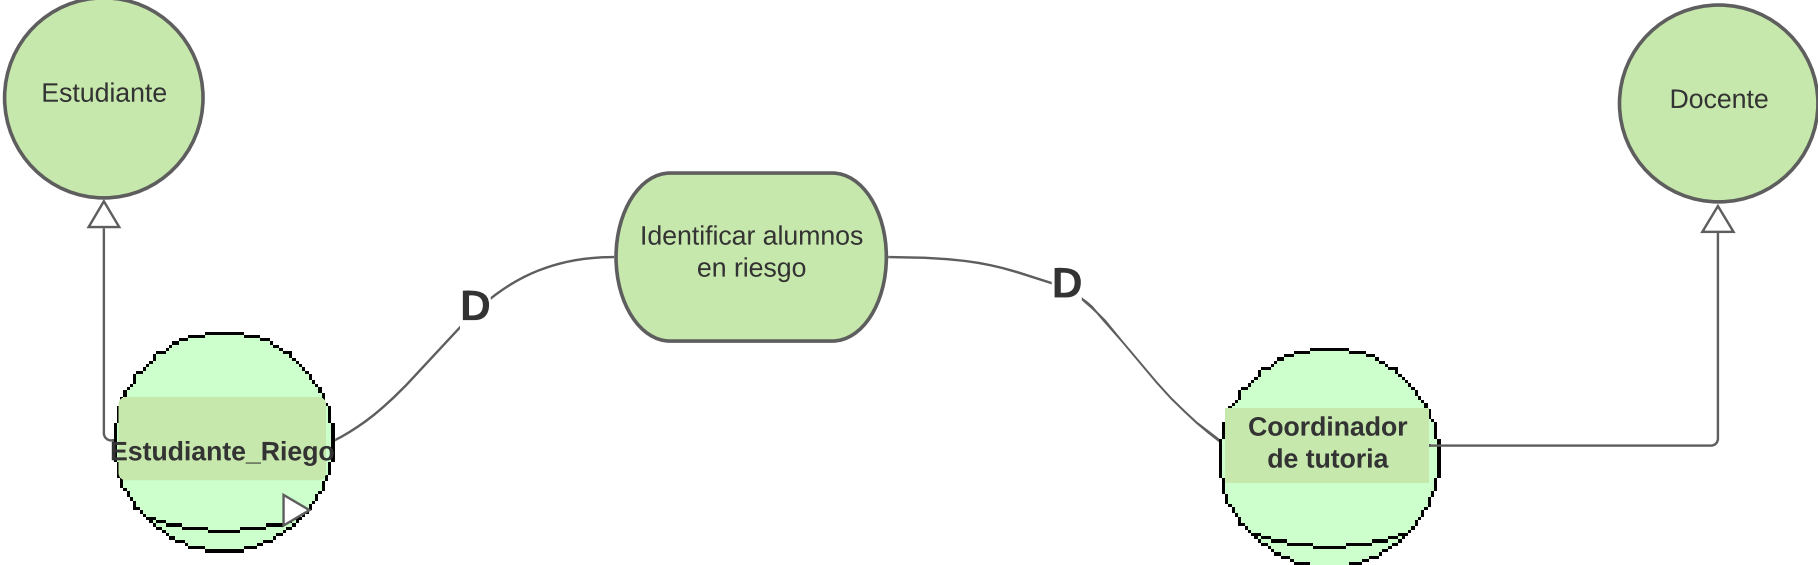 Estudiante
Docente
Identificar alumnos
en riesgo
D
D
Estudiante_Riego
Coordinador
de tutoria